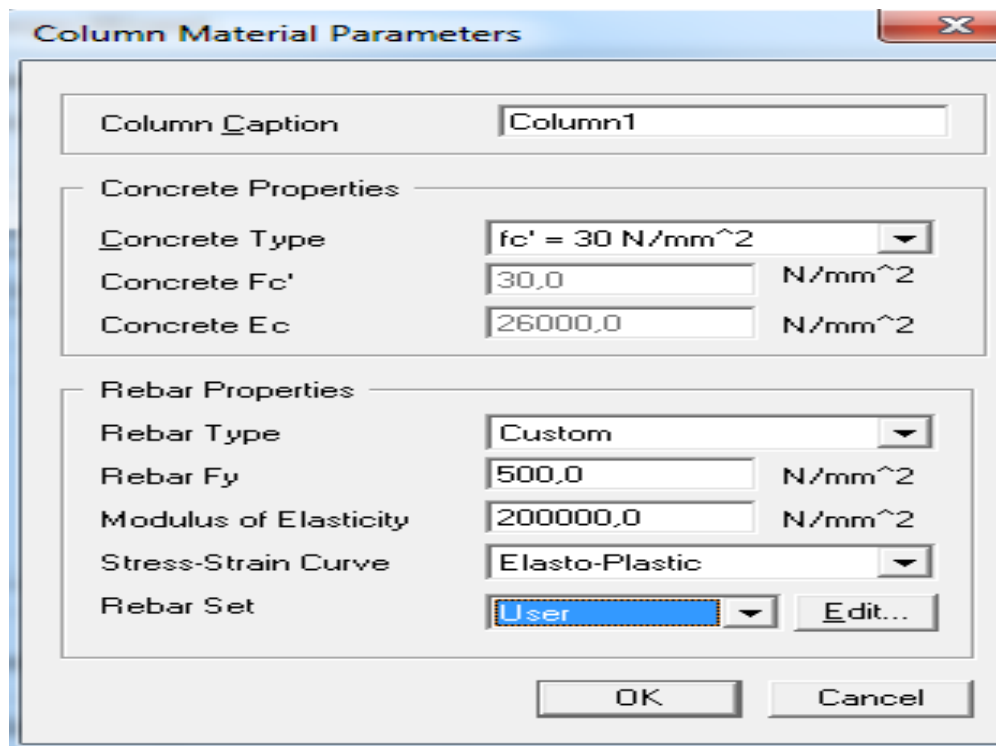 Column Material Parameters
Column Caption Column1
Concrete Properties
Concrete Type fc' = 30 N/mm^2
Concrete Fc' 30,0 N/mm^2
Concrete Ec 26000,0 N/mm^2
Rebar Properties
Rebar Type Custom
Rebar Fy 500,0 N/mm^2
Modulus of Elasticity 200000,0 N/mm^2
Stress-Strain Curve Elasto-Plastic
Rebar Set User Edit...
OK Cancel